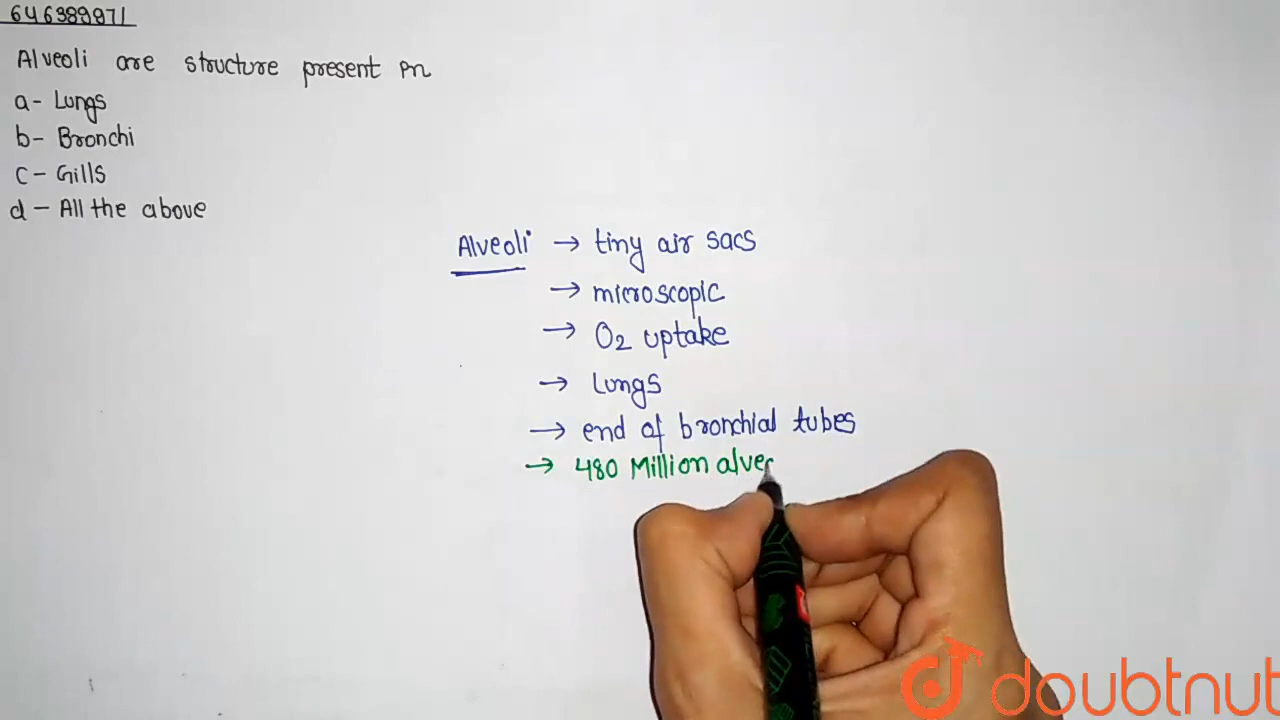 646389971
Alveoli are structure present in
a- Lungs
b- Bronchi
c- Gills
d- All the above
Alveoli → tiny air sacs
→ microscopic
→ O2 uptake
→ Lungs
→ end of bronchial tubes
→ 480 Million alve
doubtnut